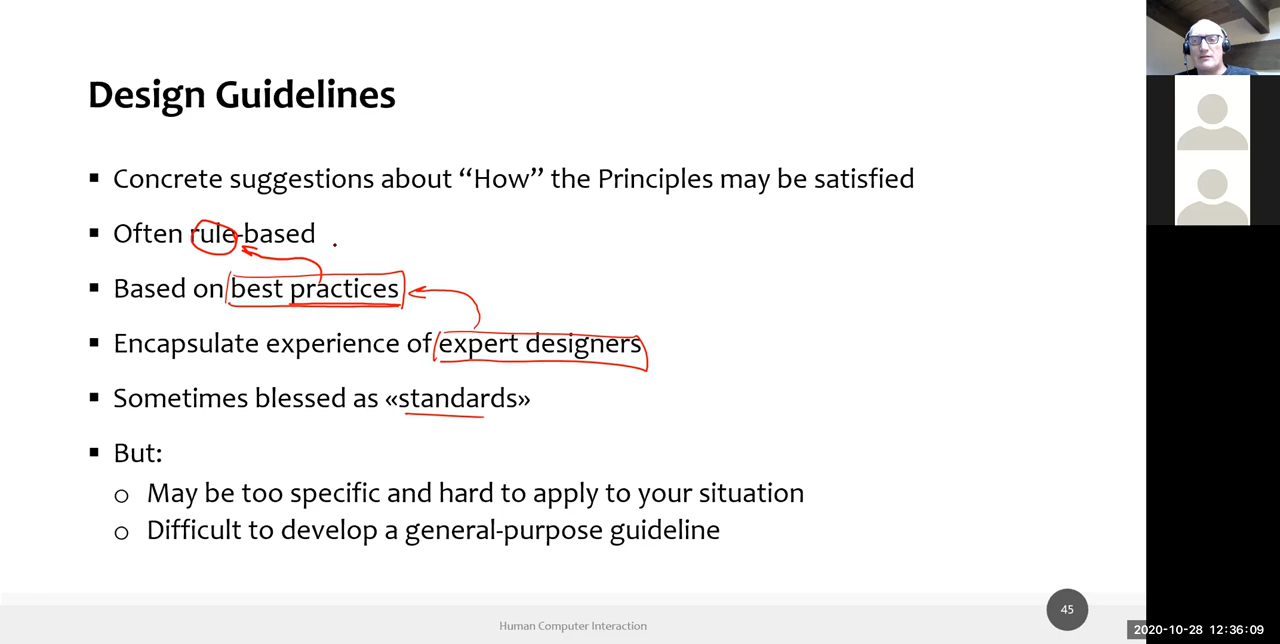 Design Guidelines
▪ Concrete suggestions about “How” the Principles may be satisfied
▪ Often rule-based
▪ Based on best practices
▪ Encapsulate experience of expert designers
▪ Sometimes blessed as «standards»
▪ But:
o May be too specific and hard to apply to your situation
o Difficult to develop a general-purpose guideline
45
Human Computer Interaction
2020-10-28 12:36:09